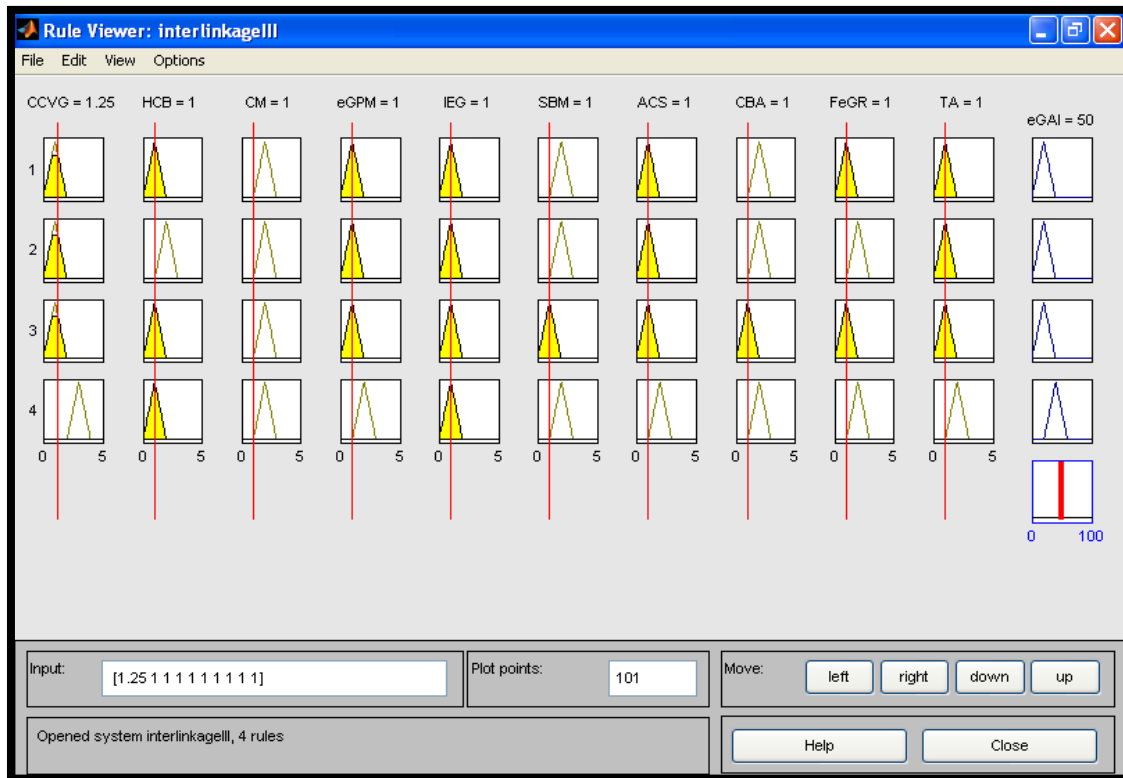 Rule Viewer: interlinkageIII
File Edit View Options
CCVG = 1.25 HCB = 1 CM = 1 eGPM = 1 IEG = 1 SBM = 1 ACS = 1 CBA = 1 FeGR = 1 TA = 1
eGAI = 50
1
2
3
4
0 5 0 5 0 5 0 5 0 5 0 5 0 5 0 5 0 5 0 5
0 100
Input: [1.25 1 1 1 1 1 1 1 1 1] Plot points: 101 Move: left right down up
Opened system interlinkageIII, 4 rules Help Close